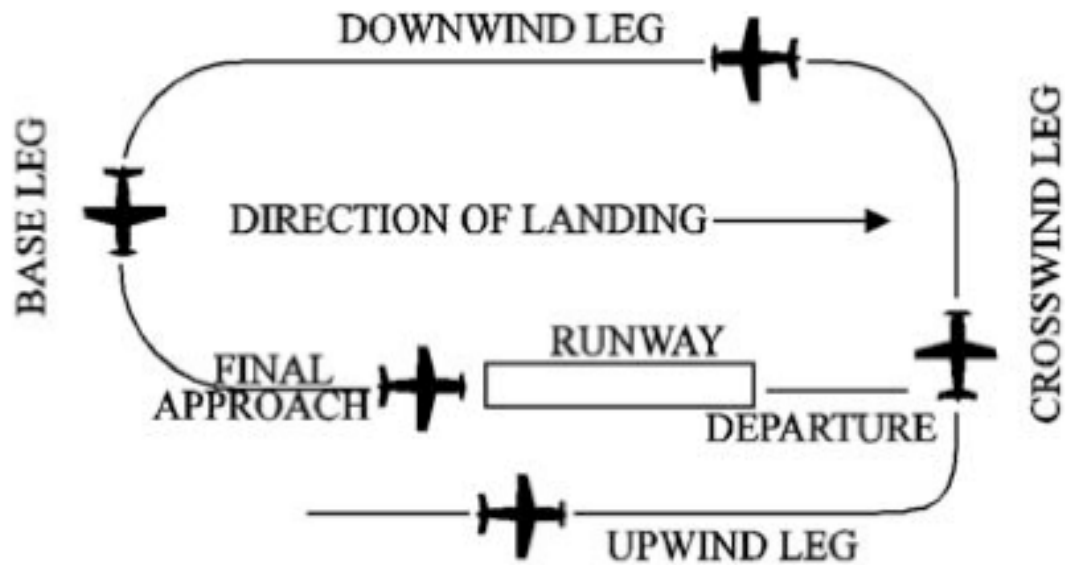 DOWNWIND LEG
BASE LEG
DIRECTION OF LANDING
CROSSWIND LEG
RUNWAY
FINAL
APPROACH
DEPARTURE
UPWIND LEG